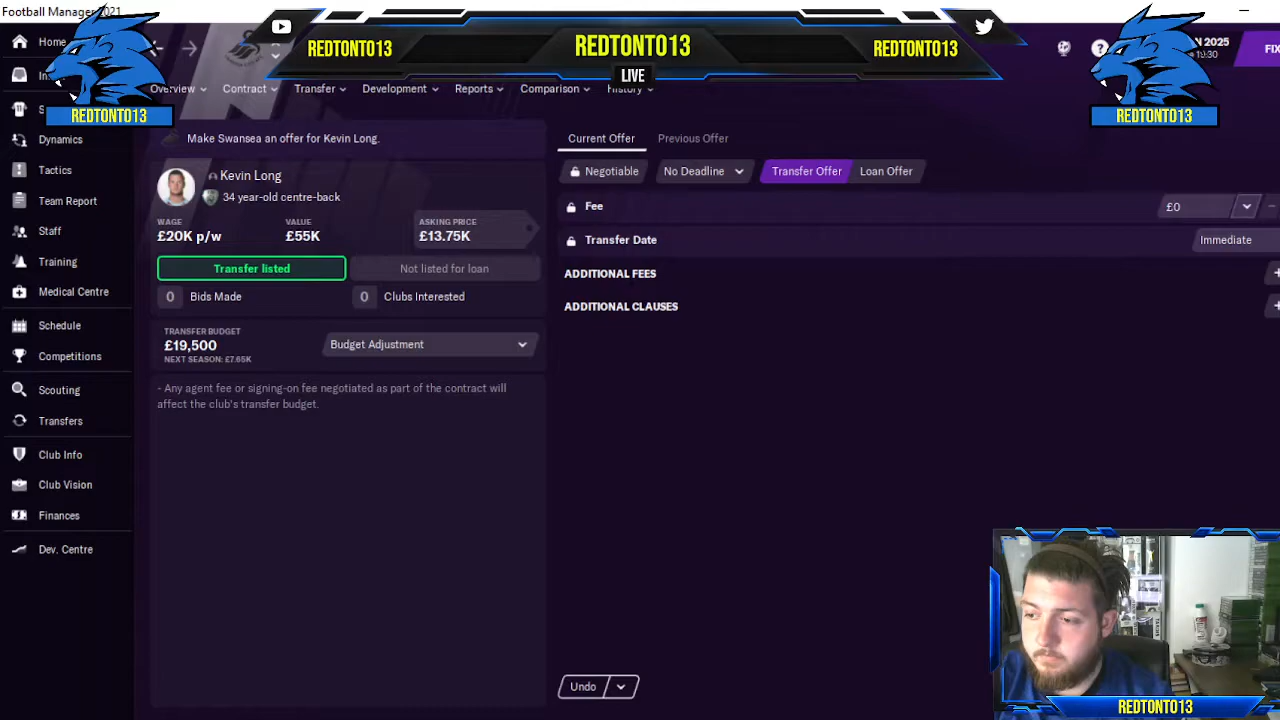 Football Manager 2021
REDTONTO13
REDTONTO13
REDTONTO13
LIVE
REDTONTO13
REDTONTO13
Home
In
S
Dynamics
Tactics
Team Report
Staff
Training
Medical Centre
Schedule
Competitions
Scouting
Transfers
Club Info
Club Vision
Finances
Dev. Centre
N 2025
19:30
FIX
Overview
Contract
Transfer
Development
Reports
Comparison
History
Make Swansea an offer for Kevin Long.
Kevin Long
34 year-old centre-back
WAGE VALUE ASKING PRICE
£20K p/w £55K £13.75K
Transfer listed Not listed for loan
0 Bids Made 0 Clubs Interested
TRANSFER BUDGET
£19,500
NEXT SEASON: £7.65K
Budget Adjustment
- Any agent fee or signing-on fee negotiated as part of the contract will
affect the club's transfer budget.
Current Offer Previous Offer
Negotiable No Deadline Transfer Offer Loan Offer
Fee £0
Transfer Date Immediate
ADDITIONAL FEES
ADDITIONAL CLAUSES
Undo
REDTONTO13